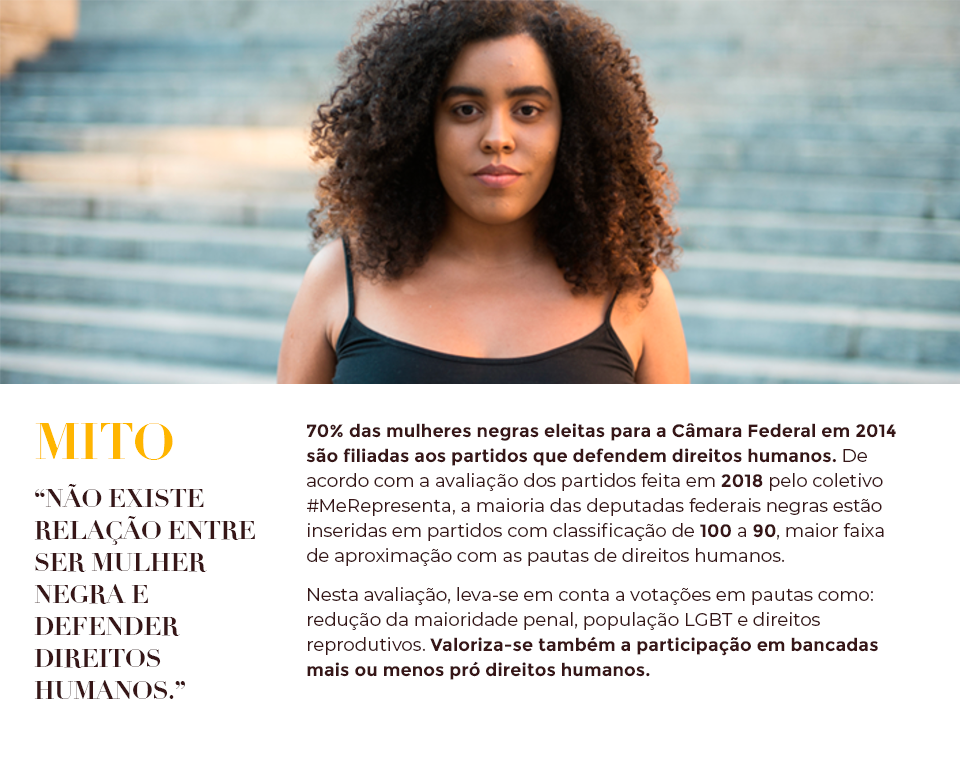 MITO
“NÃO EXISTE
RELAÇÃO ENTRE
SER MULHER
NEGRA E
DEFENDER
DIREITOS
HUMANOS.”
70% das mulheres negras eleitas para a Câmara Federal em 2014
são filiadas aos partidos que defendem direitos humanos. De
acordo com a avaliação dos partidos feita em 2018 pelo coletivo
#MeRepresenta, a maioria das deputadas federais negras estão
inseridas em partidos com classificação de 100 a 90, maior faixa
de aproximação com as pautas de direitos humanos.
Nesta avaliação, leva-se em conta a votações em pautas como:
redução da maioridade penal, população LGBT e direitos
reprodutivos. Valoriza-se também a participação em bancadas
mais ou menos pró direitos humanos.